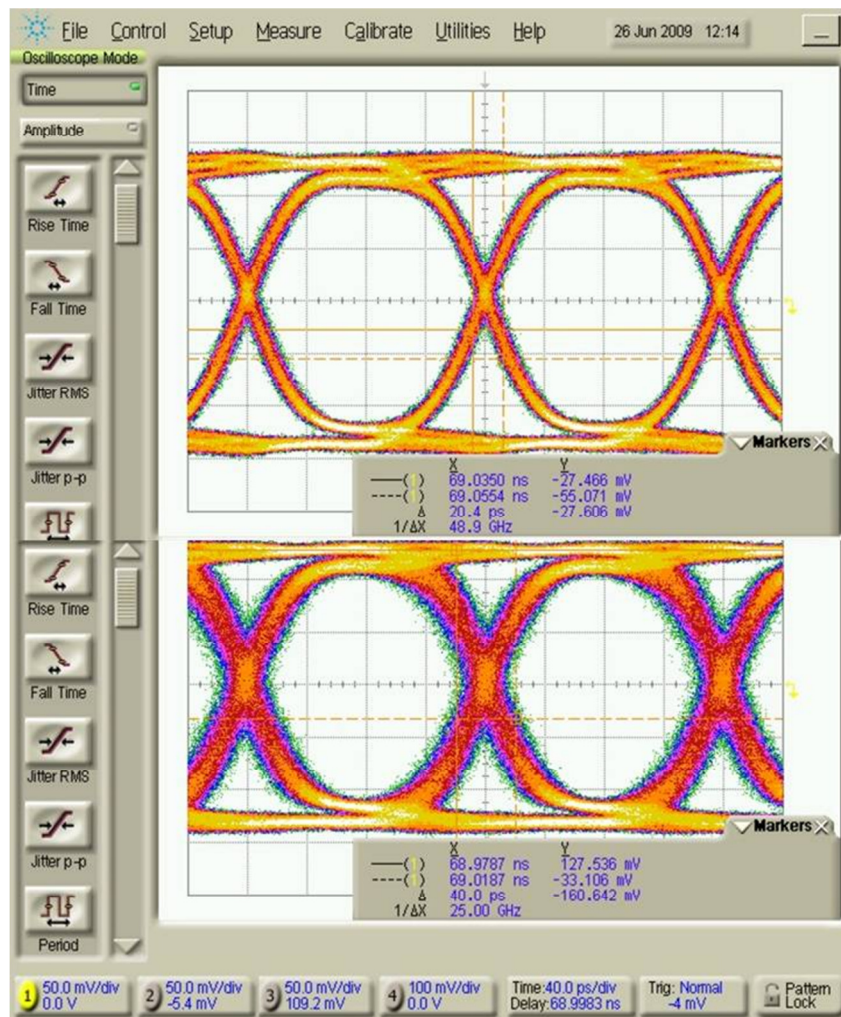 File Control Setup Measure Calibrate Utilities Help 26 Jun 2009 12:14
Oscilloscope Mode
Time
Amplitude
Rise Time
Fall Time
Jitter RMS
Jitter p-p
Markers
X Y
(1) 69.0350 ns -27.466 mV
(1) 69.0554 ns -55.071 mV
Δ 20.4 ps -27.606 mV
1/ΔX 48.9 GHz
Rise Time
Fall Time
Jitter RMS
Jitter p-p
Period
Markers
X Y
(1) 68.9787 ns 127.536 mV
(1) 69.0187 ns -33.106 mV
Δ 40.0 ps -160.642 mV
1/ΔX 25.00 GHz
1 50.0 mV/div 2 50.0 mV/div 3 50.0 mV/div 4 100 mV/div Time:40.0 ps/div Trig: Normal Pattern
0.0 V -5.4 mV 109.2 mV 0.0 V Delay:68.9983 ns -4 mV Lock